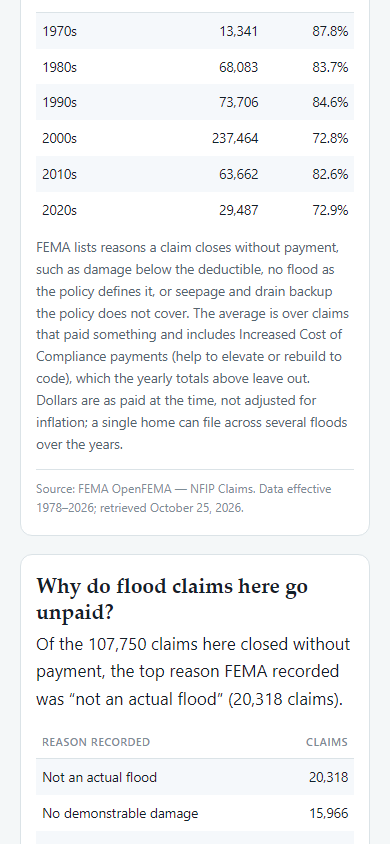 1970s 13,341 87.8%
1980s 68,083 83.7%
1990s 73,706 84.6%
2000s 237,464 72.8%
2010s 63,662 82.6%
2020s 29,487 72.9%
FEMA lists reasons a claim closes without payment,
such as damage below the deductible, no flood as
the policy defines it, or seepage and drain backup
the policy does not cover. The average is over claims
that paid something and includes Increased Cost of
Compliance payments (help to elevate or rebuild to
code), which the yearly totals above leave out.
Dollars are as paid at the time, not adjusted for
inflation; a single home can file across several floods
over the years.
Source: FEMA OpenFEMA — NFIP Claims. Data effective
1978–2026; retrieved October 25, 2026.
Why do flood claims here go
unpaid?
Of the 107,750 claims here closed without
payment, the top reason FEMA recorded
was “not an actual flood” (20,318 claims).
REASON RECORDED CLAIMS
Not an actual flood 20,318
No demonstrable damage 15,966